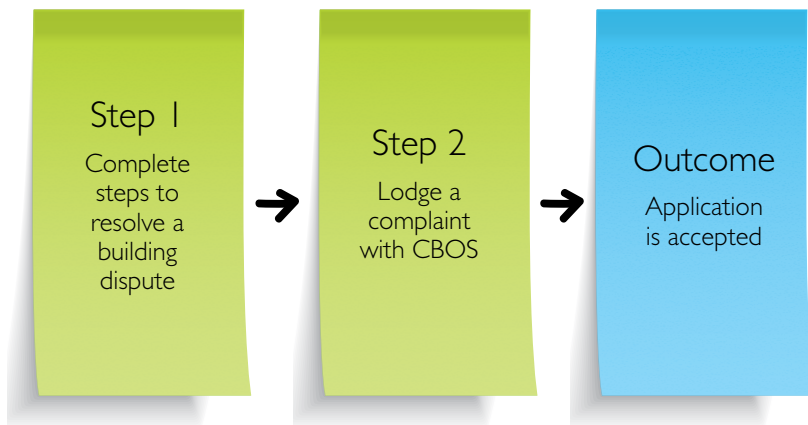 Step 1
Complete
steps to
resolve a
building
dispute
Step 2
Lodge a
complaint
with CBOS
Outcome
Application
is accepted